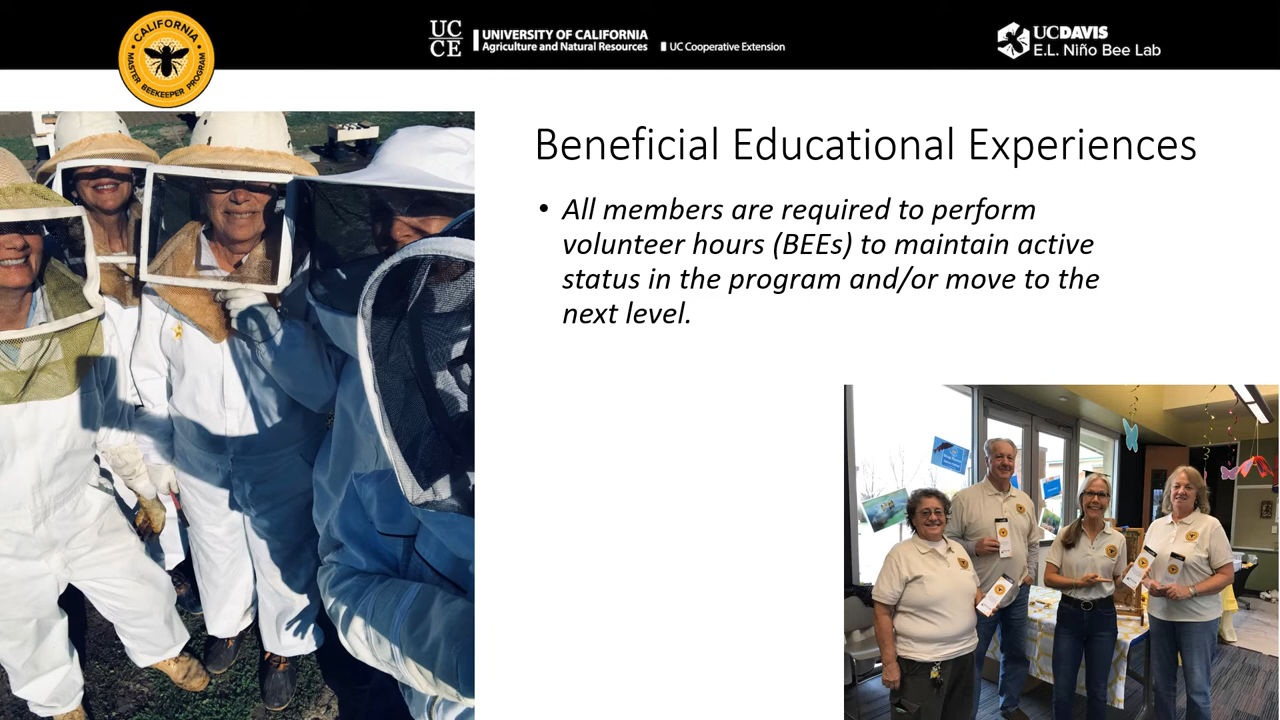 CALIFORNIA
MASTER BEEKEEPER PROGRAM
UC
CE
UNIVERSITY OF CALIFORNIA
Agriculture and Natural Resources
UC Cooperative Extension
UCDAVIS
E.L. Niño Bee Lab
Beneficial Educational Experiences
• All members are required to perform
volunteer hours (BEEs) to maintain active
status in the program and/or move to the
next level.